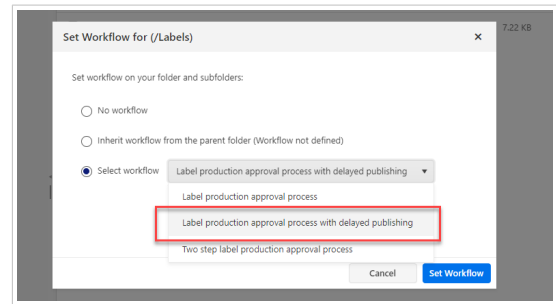 7.22 KB
Set Workflow for (/Labels)
Set workflow on your folder and subfolders:
No workflow
Inherit workflow from the parent folder (Workflow not defined)
Select workflow
Label production approval process with delayed publishing
Label production approval process
Label production approval process with delayed publishing
Two step label production approval process
Cancel
Set Workflow